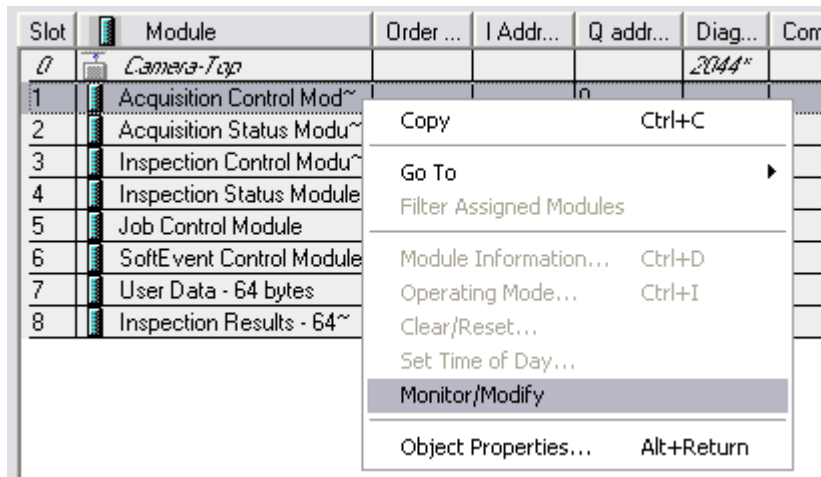 Slot Module Order ... I Addr... Q addr... Diag... Com
0 Camera-Top 2044*
1 Acquisition Control Mod~
2 Acquisition Status Modu~
3 Inspection Control Modu~
4 Inspection Status Module
5 Job Control Module
6 SoftEvent Control Module
7 User Data - 64 bytes
8 Inspection Results - 64~
Copy Ctrl+C
Go To
Filter Assigned Modules
Module Information... Ctrl+D
Operating Mode... Ctrl+I
Clear/Reset...
Set Time of Day...
Monitor/Modify
Object Properties... Alt+Return